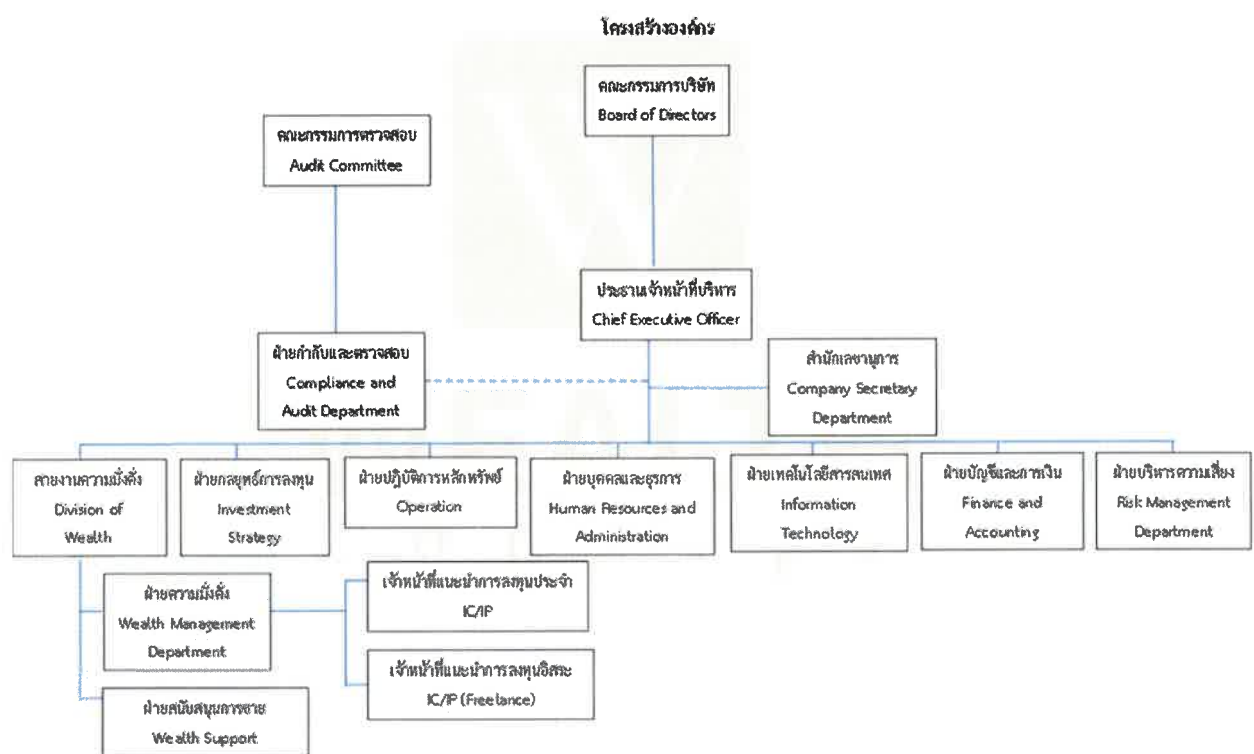 โครงสร้างองค์กร
คณะกรรมการบริษัท
Board of Directors
คณะกรรมการตรวจสอบ
Audit Committee
ประธานเจ้าหน้าที่บริหาร
Chief Executive Officer
ฝ่ายกำกับและตรวจสอบ
Compliance and
Audit Department
สำนักเลขานุการ
Company Secretary
Department
สายงานความมั่งคั่ง
Division of
Wealth
ฝ่ายกลยุทธ์การลงทุน
Investment
Strategy
ฝ่ายปฏิบัติการหลักทรัพย์
Operation
ฝ่ายบุคคลและธุรการ
Human Resources and
Administration
ฝ่ายเทคโนโลยีสารสนเทศ
Information
Technology
ฝ่ายบัญชีและการเงิน
Finance and
Accounting
ฝ่ายบริหารความเสี่ยง
Risk Management
Department
ฝ่ายความมั่งคั่ง
Wealth Management
Department
เจ้าหน้าที่แนะนำการลงทุนประจำ
IC/IP
เจ้าหน้าที่แนะนำการลงทุนอิสระ
IC/IP (Freelance)
ฝ่ายสนับสนุนการขาย
Wealth Support